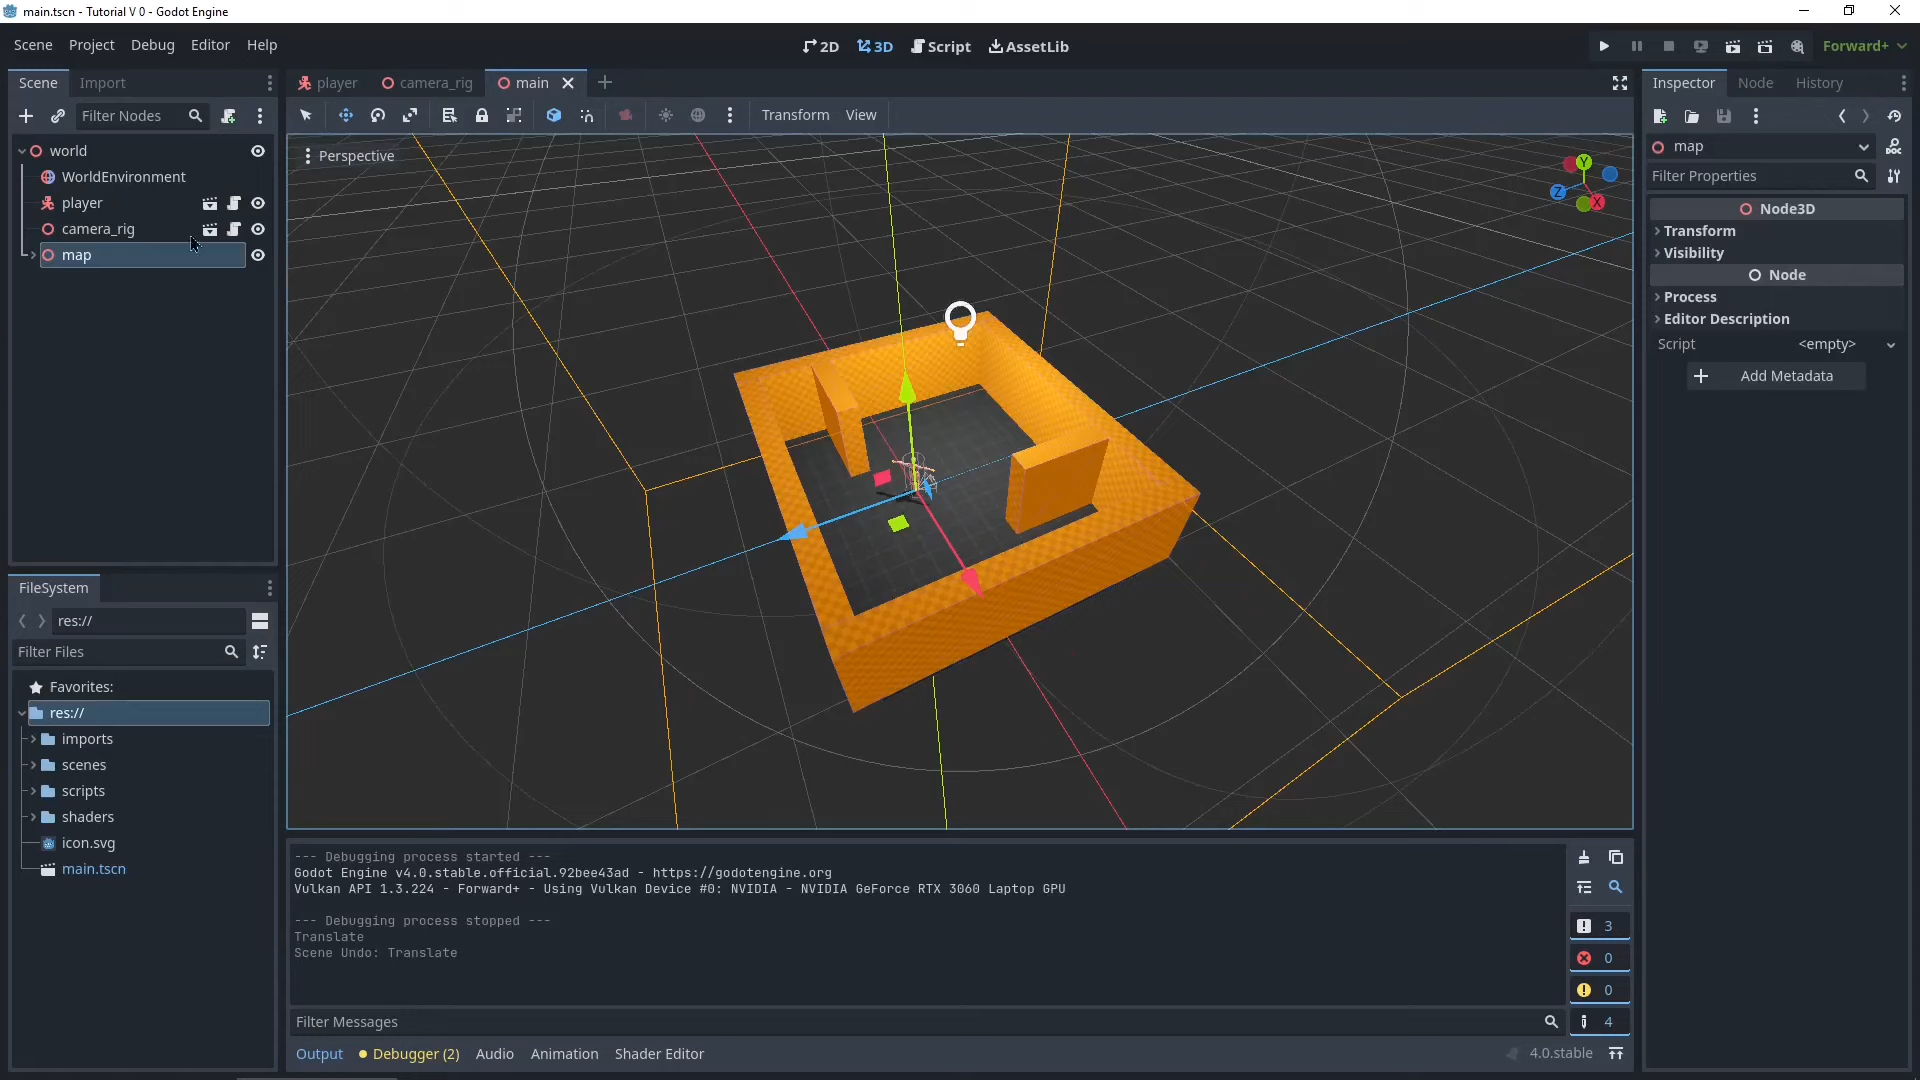 main.tscn - Tutorial V 0 - Godot Engine
Scene Project Debug Editor Help
2D 3D Script AssetLib
Forward+
Scene Import
Filter Nodes
world
WorldEnvironment
player
camera_rig
map
player camera_rig main
Transform View
Perspective
Y
Z
X
Inspector Node History
map
Filter Properties
Node3D
Transform
Visibility
Node
Process
Editor Description
Script <empty>
Add Metadata
FileSystem
res://
Filter Files
Favorites:
res://
imports
scenes
scripts
shaders
icon.svg
main.tscn
--- Debugging process started ---
Godot Engine v4.0.stable.official.92bee43ad - https://godotengine.org
Vulkan API 1.3.224 - Forward+ - Using Vulkan Device #0: NVIDIA - NVIDIA GeForce RTX 3060 Laptop GPU
--- Debugging process stopped ---
Translate
Scene Undo: Translate
3
0
0
4
Filter Messages
Output Debugger (2) Audio Animation Shader Editor
4.0.stable